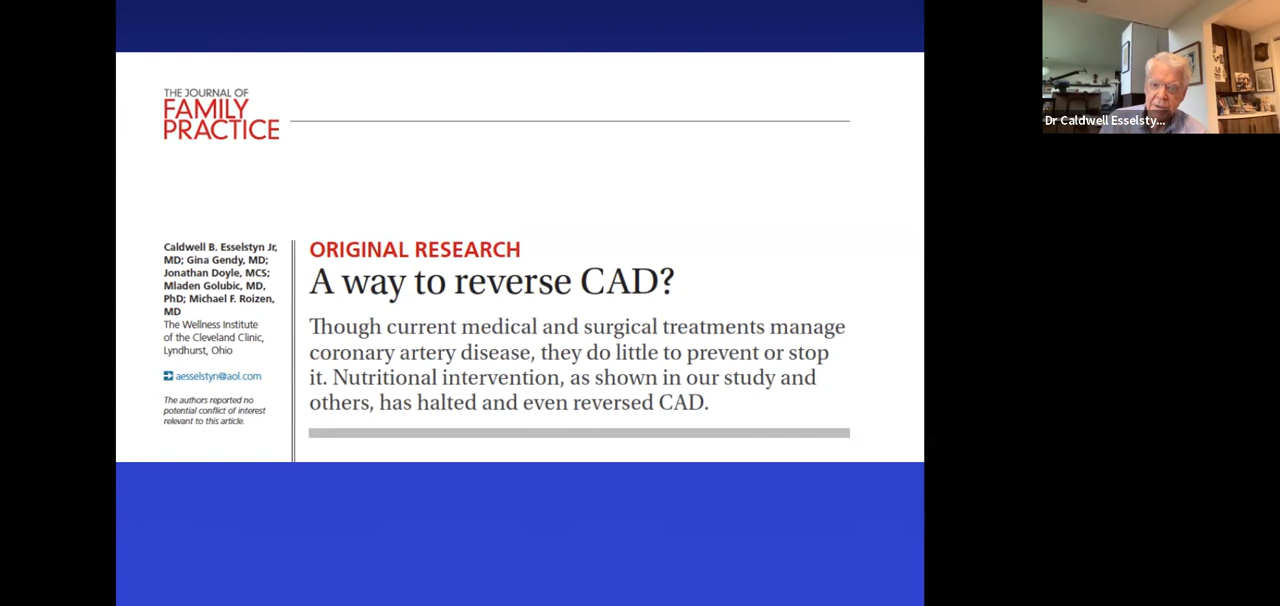 THE JOURNAL OF
FAMILY
PRACTICE
Caldwell B. Esselstyn Jr,
MD; Gina Gendy, MD;
Jonathan Doyle, MCS;
Mladen Golubic, MD,
PhD; Michael F. Roizen,
MD
The Wellness Institute
of the Cleveland Clinic,
Lyndhurst, Ohio
aesselstyn@aol.com
The authors reported no
potential conflict of interest
relevant to this article.
ORIGINAL RESEARCH
A way to reverse CAD?
Though current medical and surgical treatments manage
coronary artery disease, they do little to prevent or stop
it. Nutritional intervention, as shown in our study and
others, has halted and even reversed CAD.
Dr Caldwell Esselsty...